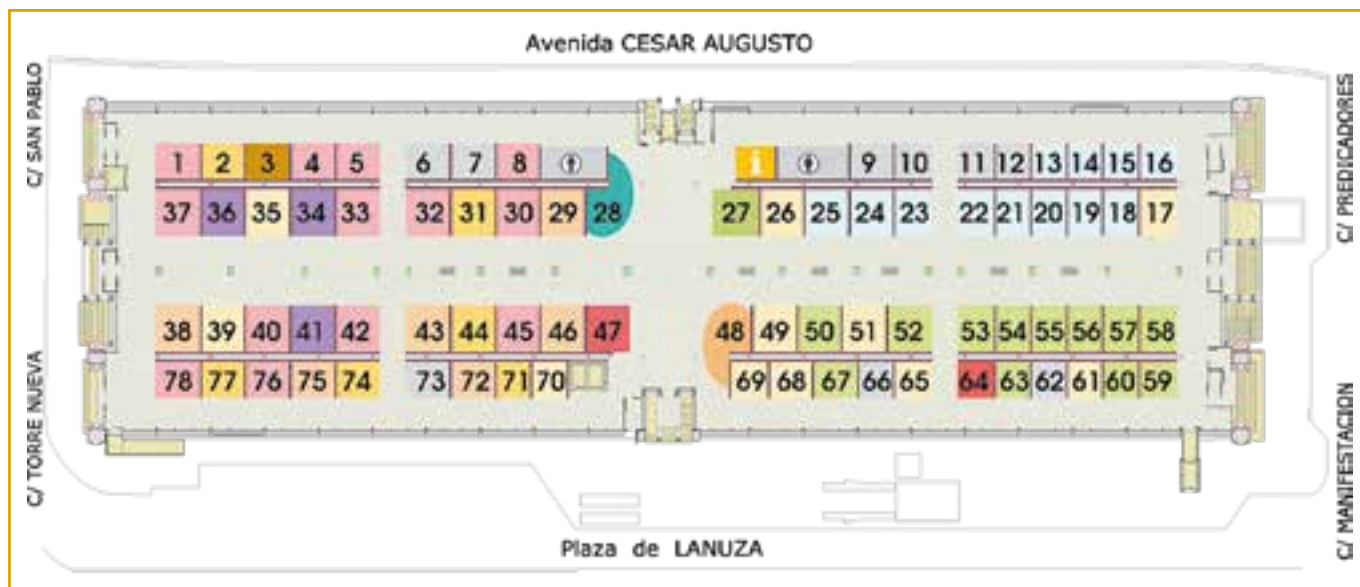 Avenida CESAR AUGUSTO
C/ SAN PABLO
C/ PREDICADORES
1 2 3 4 5 6 7 8 i 9 10 11 12 13 14 15 16
37 36 35 34 33 32 31 30 29 28 27 26 25 24 23 22 21 20 19 18 17
38 39 40 41 42 43 44 45 46 47 48 49 50 51 52 53 54 55 56 57 58
78 77 76 75 74 73 72 71 70 69 68 67 66 65 64 63 62 61 60 59
C/ TORRE NUEVA
C/ MANIFESTACION
Plaza de LANUZA